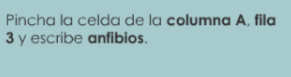 Pincha la celda de la columna A, fila
3 y escribe anfibios.